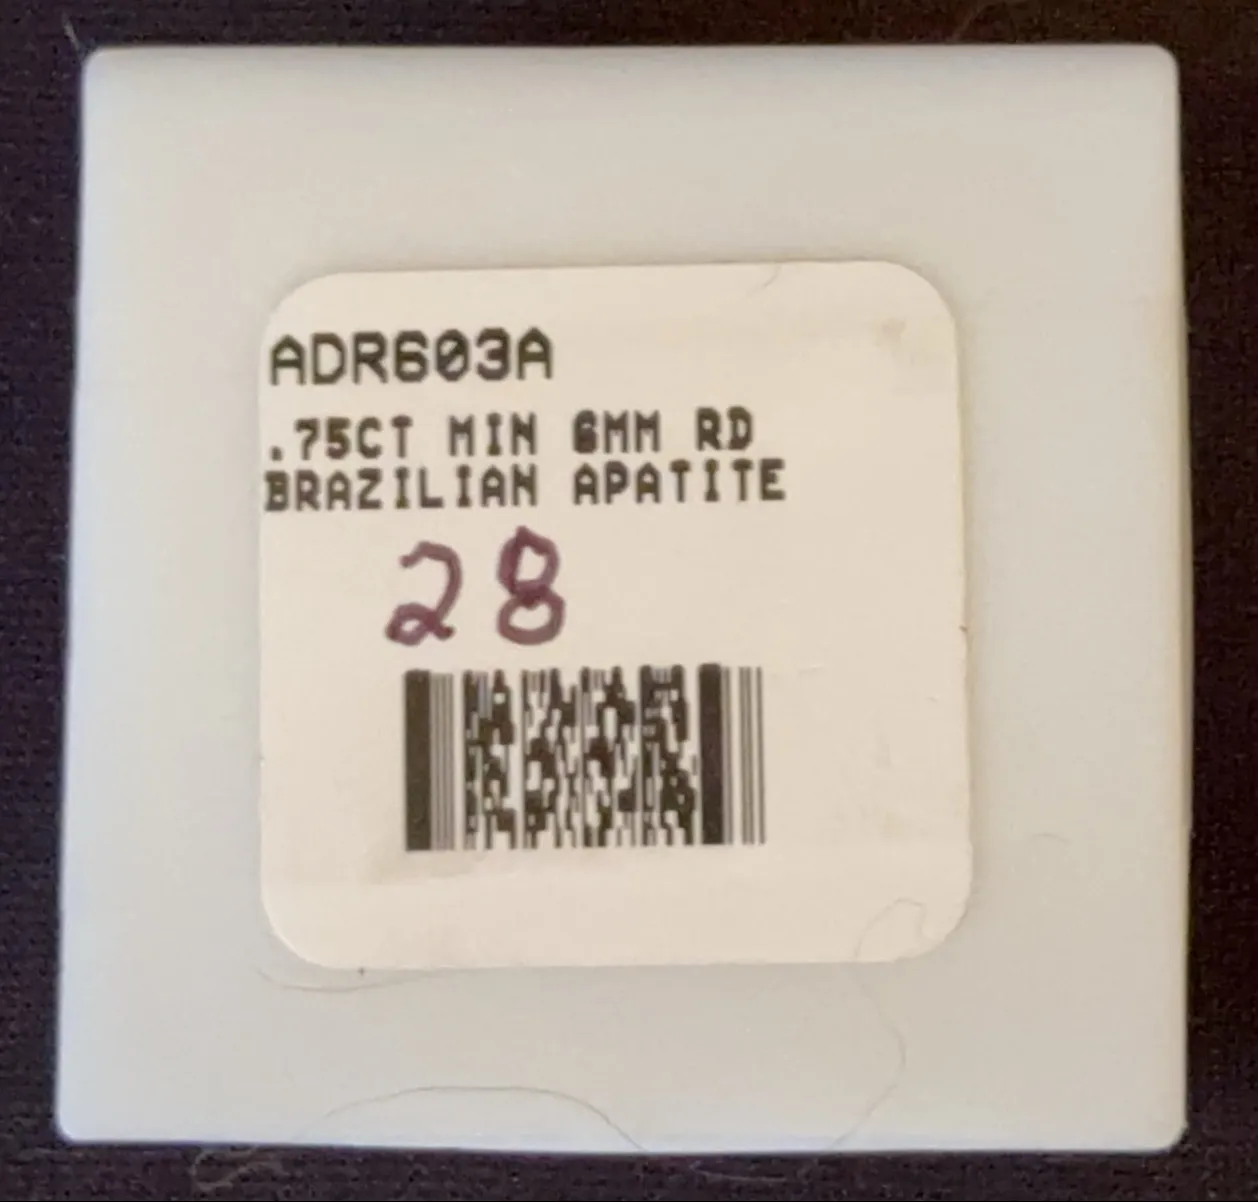 ADR603A
.75CT MIN 6MM RD
BRAZILIAN APATITE
28